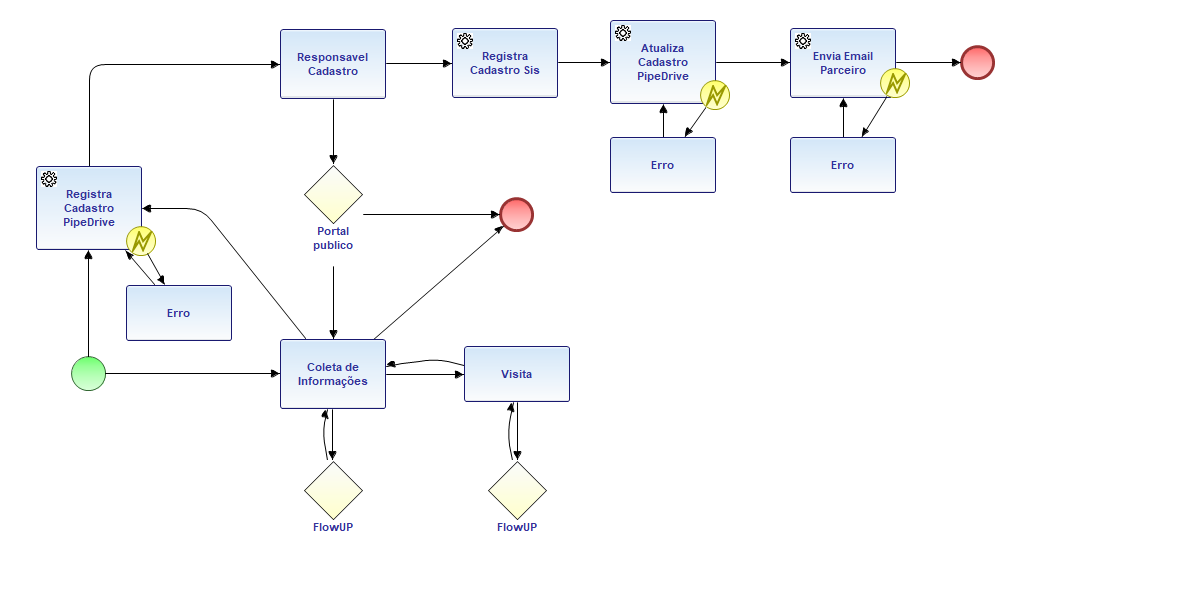 Responsavel
Cadastro
Registra
Cadastro Sis
Atualiza
Cadastro
PipeDrive
Envia Email
Parceiro
Erro
Erro
Registra
Cadastro
PipeDrive
Portal
publico
Erro
Coleta de
Informações
Visita
FlowUP
FlowUP